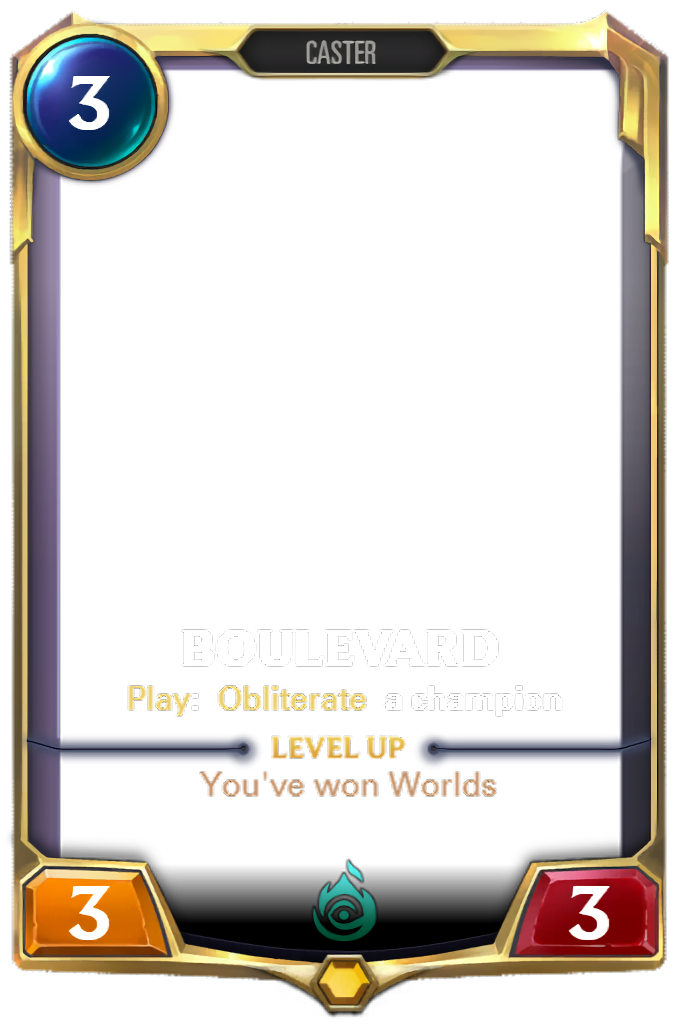 CASTER
3
BOULEVARD
Play: Obliterate a champion
LEVEL UP
You've won Worlds
3
3